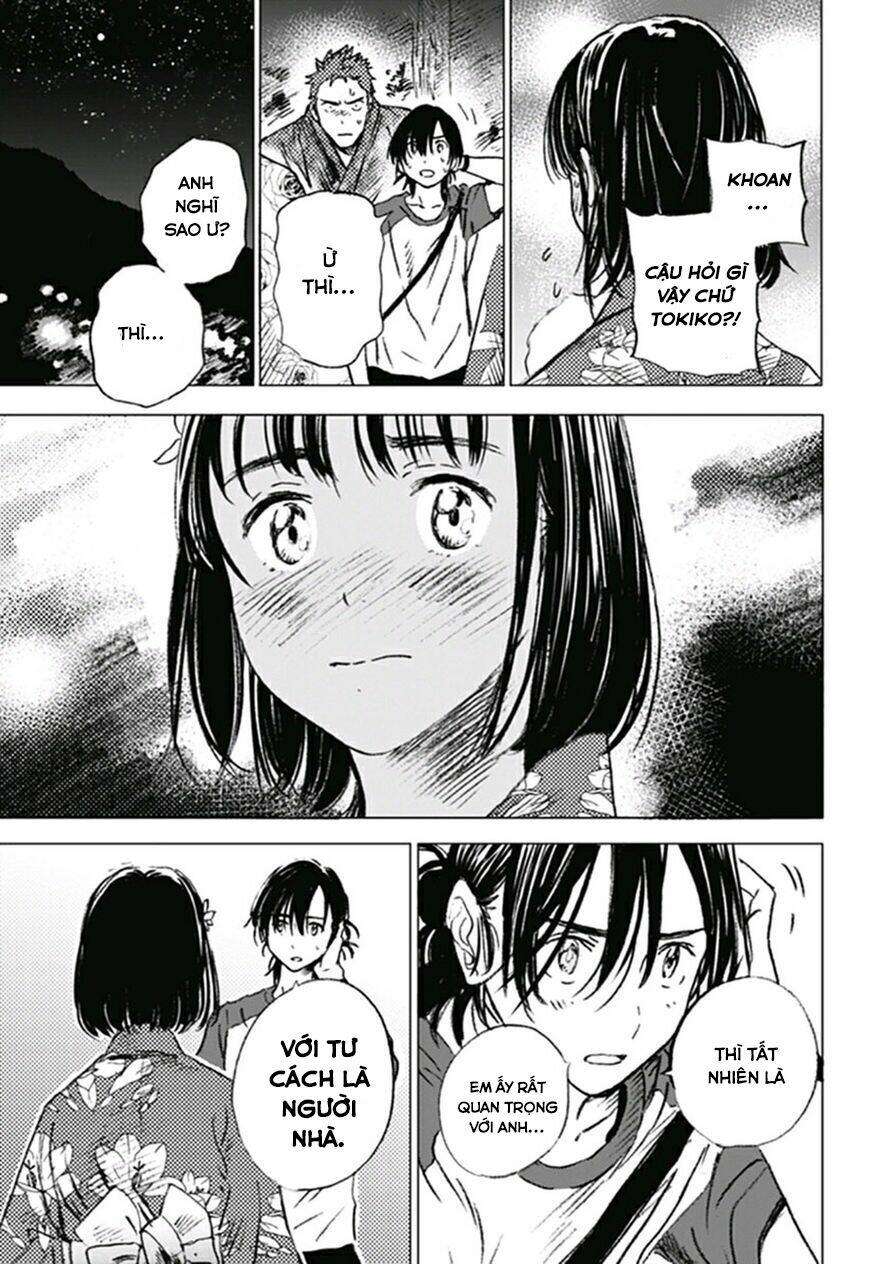 KHOAN
...
CẬU HỎI GÌ
VẬY CHỨ
TOKIKO?!
Ừ
THÌ...
ANH
NGHĨ
SAO Ư?
THÌ...
THÌ TẤT
NHIÊN LÀ
EM ẤY RẤT
QUAN TRỌNG
VỚI ANH...
VỚI TƯ
CÁCH LÀ
NGƯỜI
NHÀ.